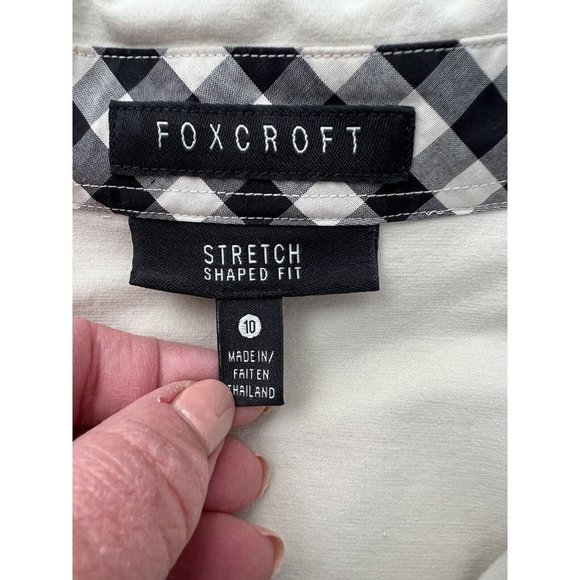 FOXCROFT
STRETCH
SHAPED FIT
10
MADE IN/
FAIT EN
THAILAND